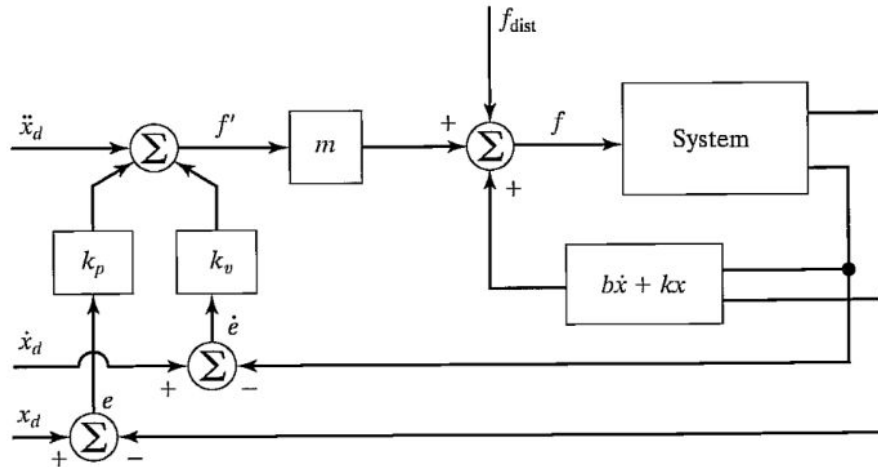 f_dist
ẍ_d
Σ
f'
m
+
Σ
f
System
+
k_p
k_v
bẋ + kx
ė
ẋ_d
+
Σ
−
e
x_d
+
Σ
−